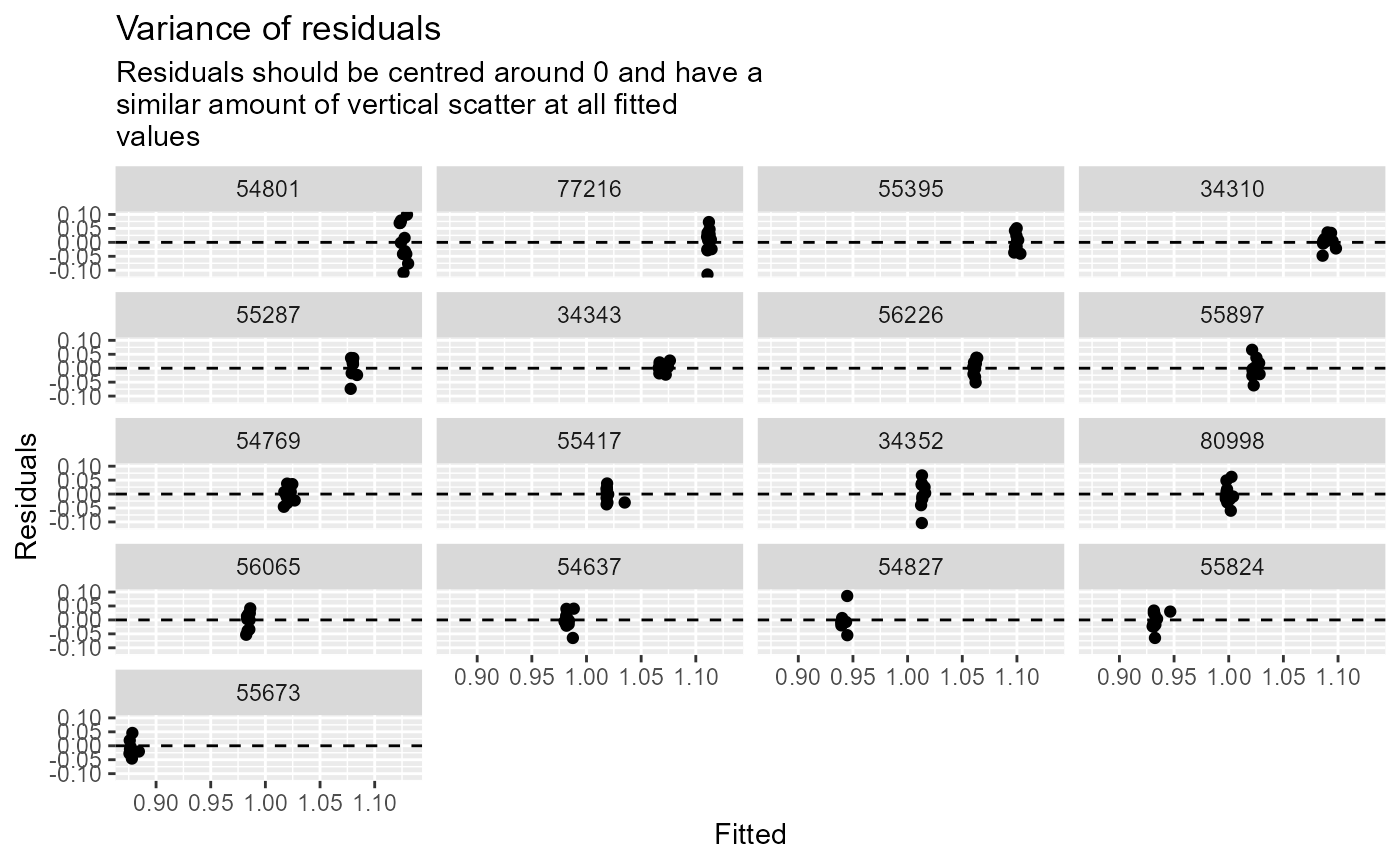 Variance of residuals
Residuals should be centred around 0 and have a
similar amount of vertical scatter at all fitted
values
54801 77216 55395 34310
0.10
0.05
0.00
-0.05
-0.10
55287 34343 56226 55897
0.10
0.05
0.00
-0.05
-0.10
54769 55417 34352 80998
0.10
0.05
0.00
-0.05
-0.10
56065 54637 54827 55824
0.10
0.05
0.00
-0.05
-0.10
0.90 0.95 1.00 1.05 1.10 0.90 0.95 1.00 1.05 1.10 0.90 0.95 1.00 1.05 1.10
55673
0.10
0.05
0.00
-0.05
-0.10
0.90 0.95 1.00 1.05 1.10
Residuals
Fitted